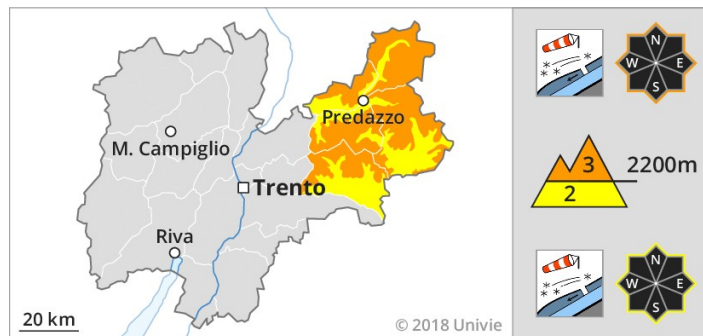 Predazzo
M. Campiglio
Trento
Riva
20 km
© 2018 Univie
N
W E
S
3 2200m
2
N
W E
S